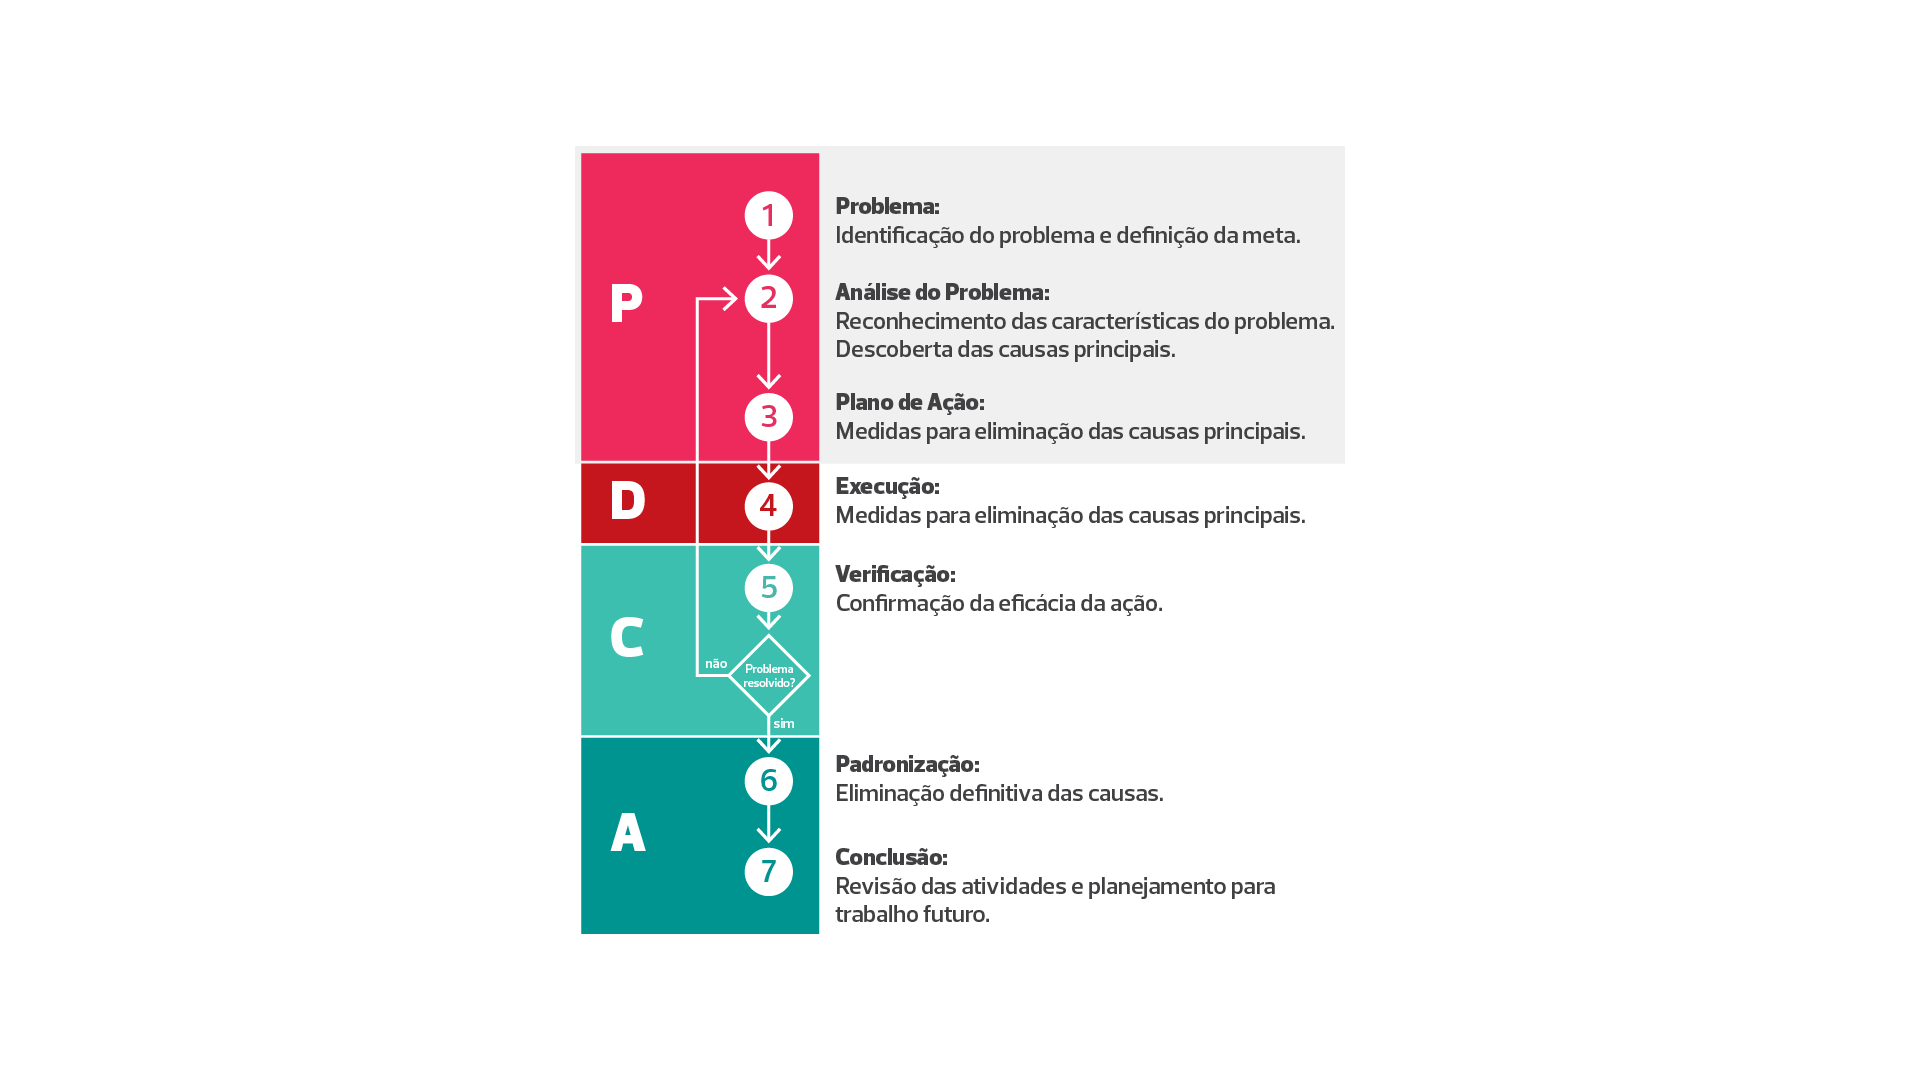 P
1
Problema:
Identificação do problema e definição da meta.
2
Análise do Problema:
Reconhecimento das características do problema.
Descoberta das causas principais.
3
Plano de Ação:
Medidas para eliminação das causas principais.
D
4
Execução:
Medidas para eliminação das causas principais.
C
5
Verificação:
Confirmação da eficácia da ação.
não
Problema
resolvido?
sim
A
6
Padronização:
Eliminação definitiva das causas.
7
Conclusão:
Revisão das atividades e planejamento para
trabalho futuro.